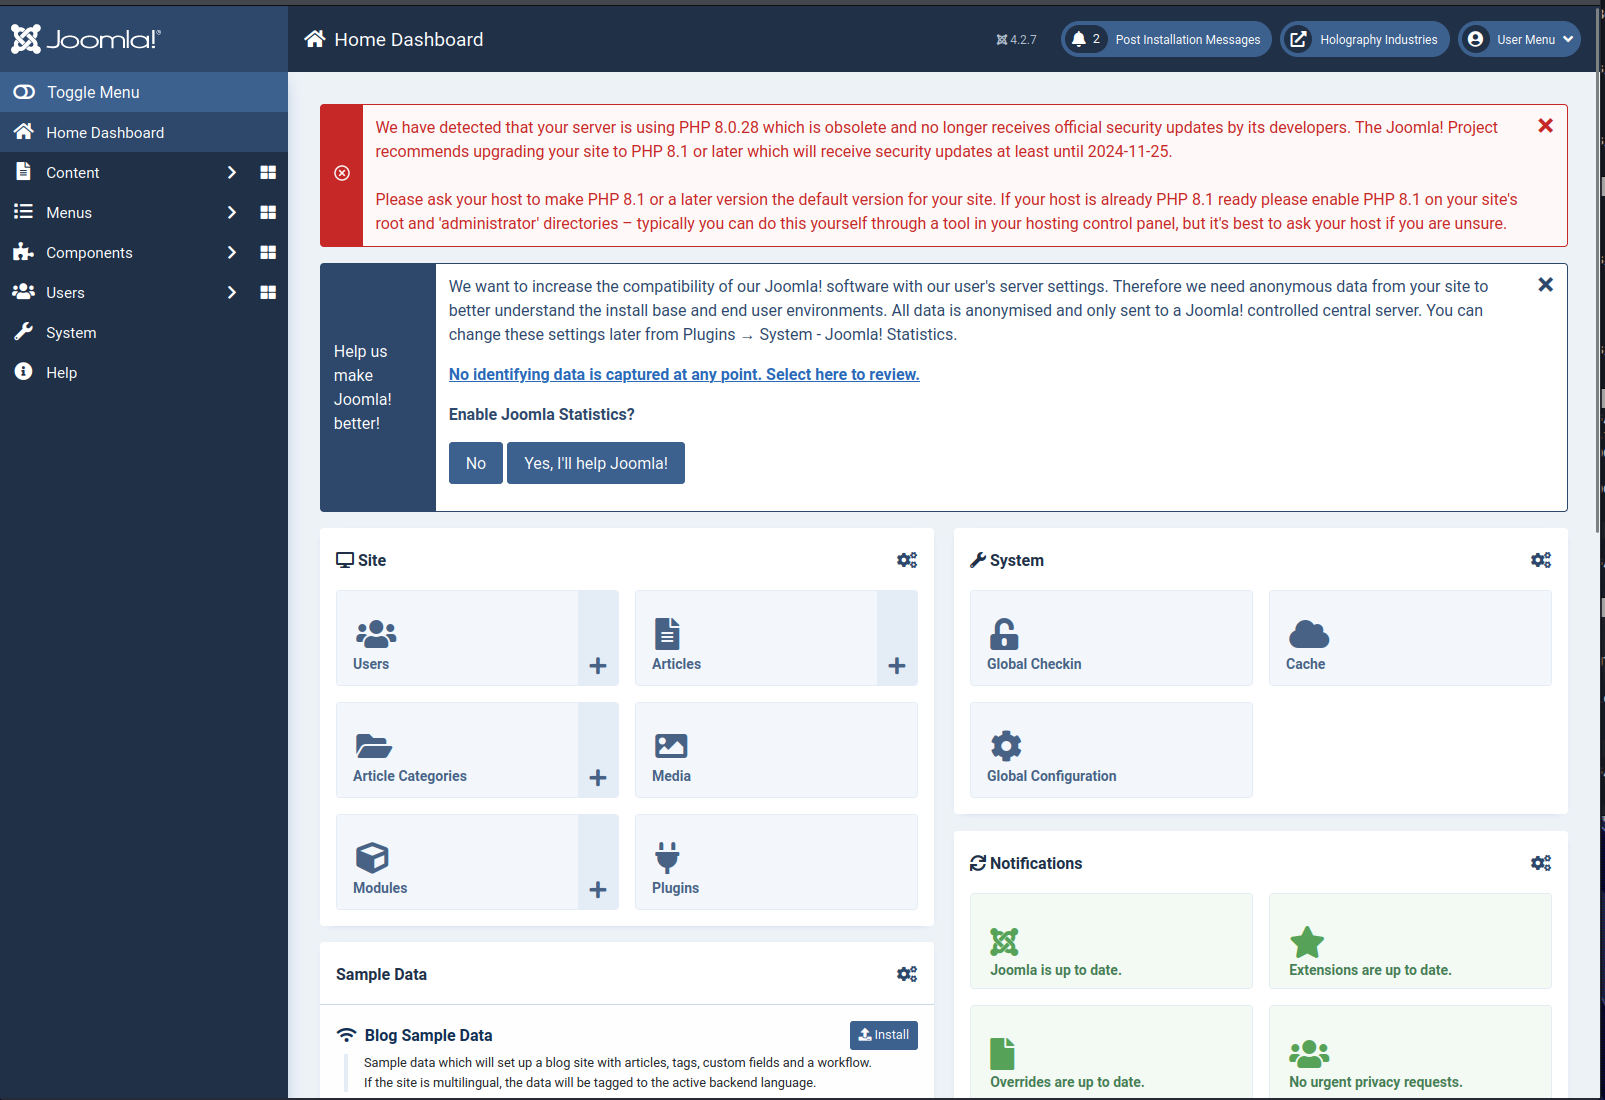 Joomla!
Home Dashboard
4.2.7
2
Post Installation Messages
Holography Industries
User Menu
Toggle Menu
Home Dashboard
Content
Menus
Components
Users
System
Help
We have detected that your server is using PHP 8.0.28 which is obsolete and no longer receives official security updates by its developers. The Joomla! Project
recommends upgrading your site to PHP 8.1 or later which will receive security updates at least until 2024-11-25.
Please ask your host to make PHP 8.1 or a later version the default version for your site. If your host is already PHP 8.1 ready please enable PHP 8.1 on your site's
root and 'administrator' directories – typically you can do this yourself through a tool in your hosting control panel, but it's best to ask your host if you are unsure.
Help us
make
Joomla!
better!
We want to increase the compatibility of our Joomla! software with our user's server settings. Therefore we need anonymous data from your site to
better understand the install base and end user environments. All data is anonymised and only sent to a Joomla! controlled central server. You can
change these settings later from Plugins → System - Joomla! Statistics.
No identifying data is captured at any point. Select here to review.
Enable Joomla Statistics?
No
Yes, I'll help Joomla!
Site
Users
Articles
Article Categories
Media
Modules
Plugins
Sample Data
Blog Sample Data
Install
Sample data which will set up a blog site with articles, tags, custom fields and a workflow.
If the site is multilingual, the data will be tagged to the active backend language.
System
Global Checkin
Cache
Global Configuration
Notifications
Joomla is up to date.
Extensions are up to date.
Overrides are up to date.
No urgent privacy requests.